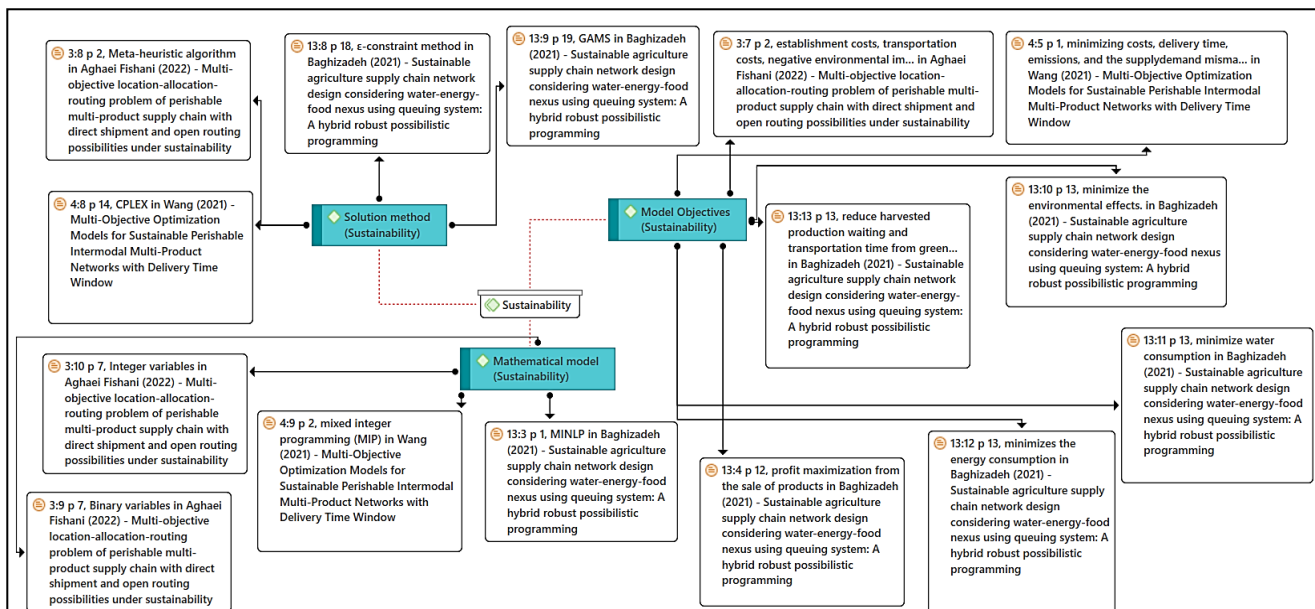 3:8 p 2, Meta-heuristic algorithm
in Aghaei Fishani (2022) - Multi-
objective location-allocation-
routing problem of perishable
multi-product supply chain with
direct shipment and open routing
possibilities under sustainability
13:8 p 18, ε-constraint method in
Baghizadeh (2021) - Sustainable
agriculture supply chain network
design considering water-energy-
food nexus using queuing system:
A hybrid robust possibilistic
programming
13:9 p 19, GAMS in Baghizadeh
(2021) - Sustainable agriculture
supply chain network design
considering water-energy-food
nexus using queuing system: A
hybrid robust possibilistic
programming
3:7 p 2, establishment costs, transportation
costs, negative environmental im... in Aghaei
Fishani (2022) - Multi-objective location-
allocation-routing problem of perishable multi-
product supply chain with direct shipment and
open routing possibilities under sustainability
4:5 p 1, minimizing costs, delivery time,
emissions, and the supplydemand misma... in
Wang (2021) - Multi-Objective Optimization
Models for Sustainable Perishable Intermodal
Multi-Product Networks with Delivery Time
Window
4:8 p 14, CPLEX in Wang (2021) -
Multi-Objective Optimization
Models for Sustainable Perishable
Intermodal Multi-Product
Networks with Delivery Time
Window
Solution method
(Sustainability)
Model Objectives
(Sustainability)
13:13 p 13, reduce harvested
production waiting and
transportation time from green...
in Baghizadeh (2021) -
Sustainable agriculture supply
chain network design
considering water-energy-
food nexus using queuing system:
A hybrid robust possibilistic
programming
13:10 p 13, minimize the
environmental effects. in Baghizadeh
(2021) - Sustainable agriculture
supply chain network design
considering water-energy-food nexus
using queuing system: A hybrid
robust possibilistic programming
Sustainability
Mathematical model
(Sustainability)
3:10 p 7, Integer variables in
Aghaei Fishani (2022) - Multi-
objective location-allocation-
routing problem of perishable
multi-product supply chain with
direct shipment and open routing
possibilities under sustainability
4:9 p 2, mixed integer
programming (MIP) in Wang
(2021) - Multi-Objective
Optimization Models for
Sustainable Perishable Intermodal
Multi-Product Networks with
Delivery Time Window
13:3 p 1, MINLP in Baghizadeh
(2021) - Sustainable agriculture
supply chain network design
considering water-energy-food
nexus using queuing system: A
hybrid robust possibilistic
programming
13:11 p 13, minimize water
consumption in Baghizadeh
(2021) - Sustainable agriculture
supply chain network design
considering water-energy-food
nexus using queuing system: A
hybrid robust possibilistic
programming
13:4 p 12, profit maximization from
the sale of products in Baghizadeh
(2021) - Sustainable agriculture
supply chain network design
considering water-energy-food
nexus using queuing system: A
hybrid robust possibilistic
programming
13:12 p 13, minimizes the
energy consumption in
Baghizadeh (2021) -
Sustainable agriculture supply
chain network design
considering water-energy-food
nexus using queuing system: A
hybrid robust possibilistic
programming
3:9 p 7, Binary variables in Aghaei
Fishani (2022) - Multi-objective
location-allocation-routing
problem of perishable multi-
product supply chain with direct
shipment and open routing
possibilities under sustainability